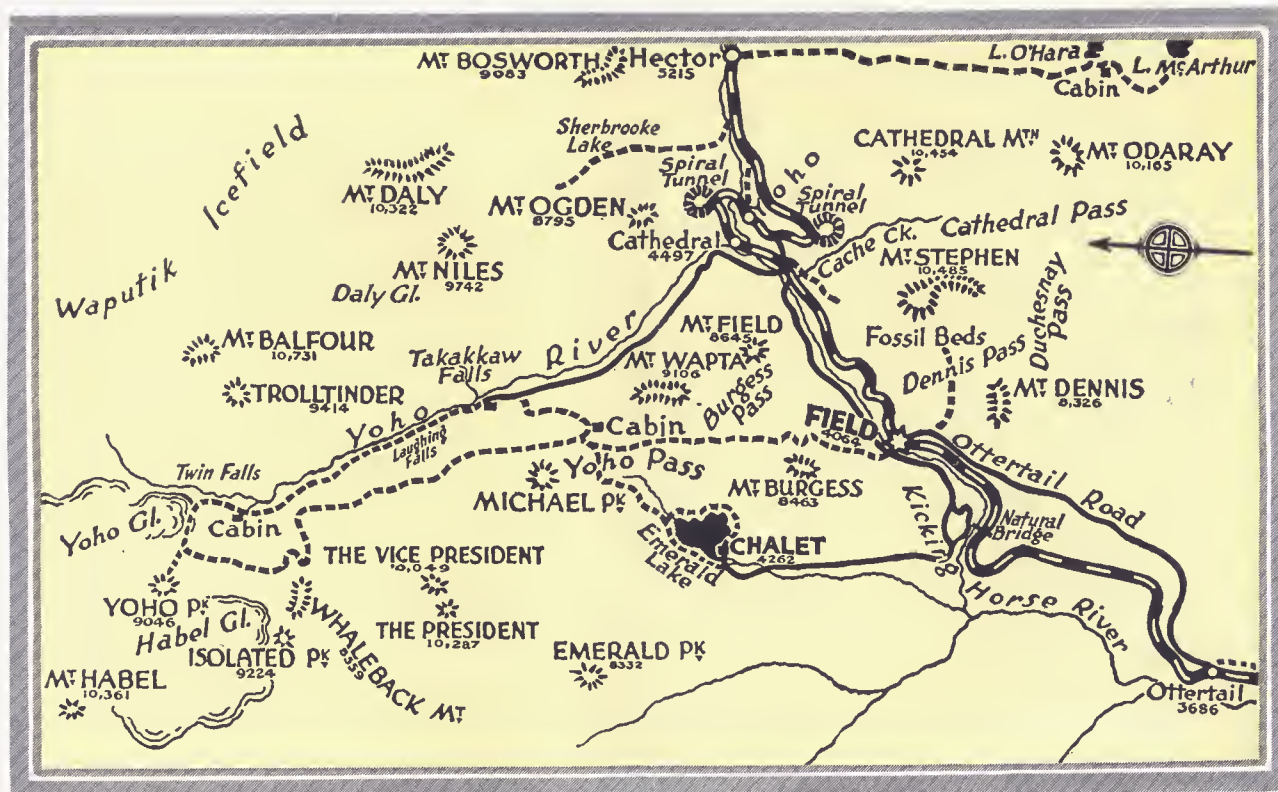 MT BOSWORTH
9083
Hector
5215
L. O'Hara
L. McArthur
Cabin
Sherbrooke
Lake
Spiral
Tunnel
Yoho
Spiral
Tunnel
CATHEDRAL MTN
10,454
MT ODARAY
10,165
Waputik Icefield
MT DALY
10,322
MT OGDEN
8795
Cathedral
4497
Cache Ck.
Cathedral Pass
MT NILES
9742
Daly Gl.
MT STEPHEN
10,485
Duchesnay
Pass
MT BALFOUR
10,731
MT FIELD
8645
Fossil Beds
Dennis Pass
TROLLTINDER
9414
Takakkaw
Falls
Yoho River
MT WAPTA
9106
Burgess
Pass
MT DENNIS
8,326
Laughing
Falls
Cabin
FIELD
4064
Ottertail Road
Twin Falls
Yoho Gl.
Cabin
MICHAEL PK
Yoho Pass
MT BURGESS
8463
Kicking Horse River
Natural
Bridge
Emerald
Lake
CHALET
4262
THE VICE PRESIDENT
10,049
YOHO PK
9046
Habel Gl.
ISOLATED PK
9224
WHALEBACK MT
8359
THE PRESIDENT
10,287
EMERALD PK
8332
MT HABEL
10,361
Ottertail
3686